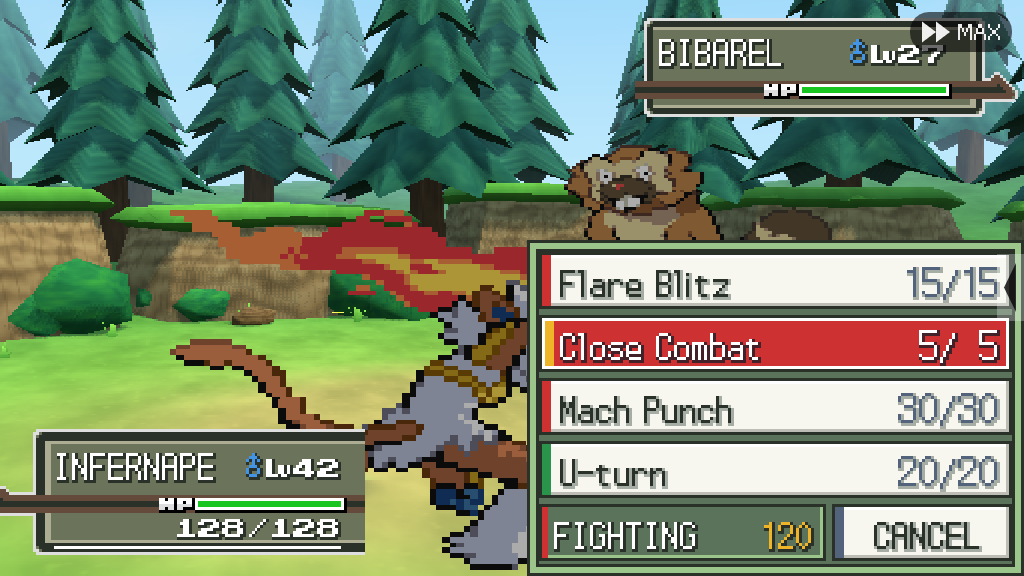 MAX
BIBAREL ♂Lv27
HP
Flare Blitz 15/15
Close Combat 5/ 5
Mach Punch 30/30
U-turn 20/20
INFERNAPE ♂Lv42
HP
128/128
FIGHTING 120
CANCEL